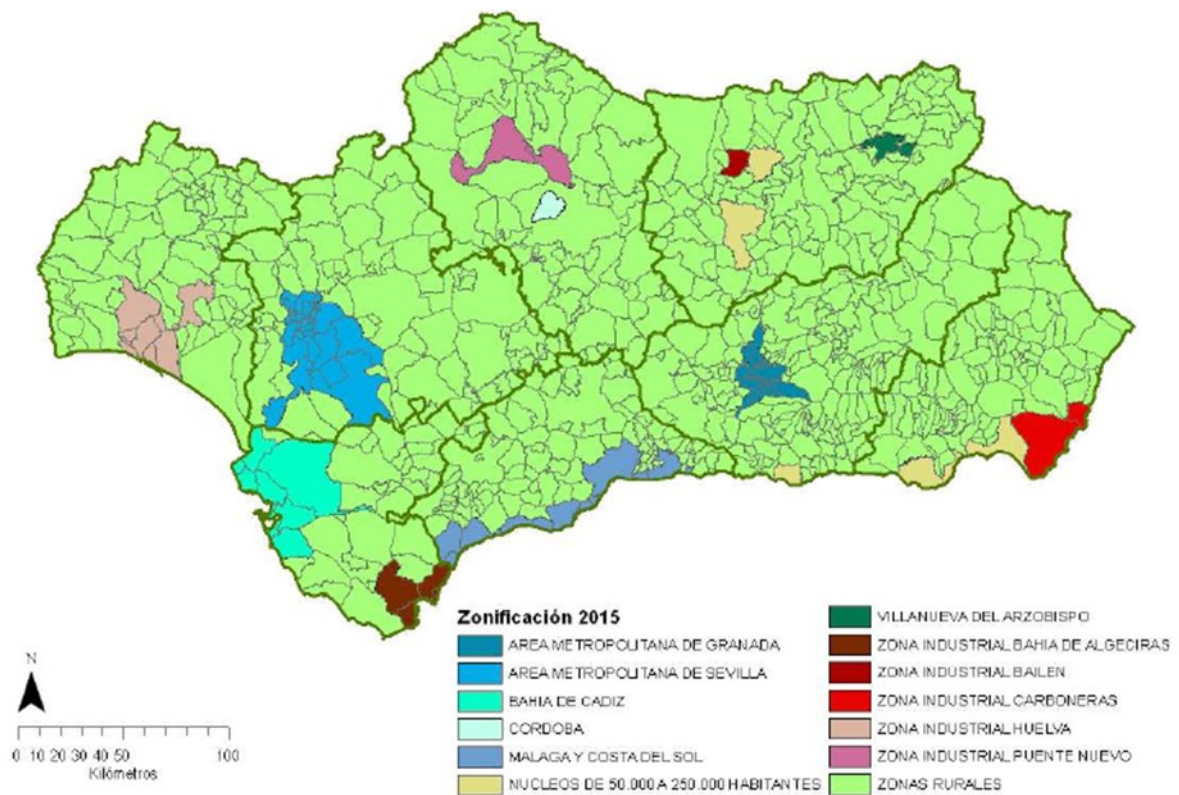 Zonificación 2015
AREA METROPOLITANA DE GRANADA
AREA METROPOLITANA DE SEVILLA
BAHIA DE CADIZ
CORDOBA
MALAGA Y COSTA DEL SOL
NUCLEOS DE 50.000 A 250.000 HABITANTES
VILLANUEVA DEL ARZOBISPO
ZONA INDUSTRIAL BAHIA DE ALGECIRAS
ZONA INDUSTRIAL BAILEN
ZONA INDUSTRIAL CARBONERAS
ZONA INDUSTRIAL HUELVA
ZONA INDUSTRIAL PUENTE NUEVO
ZONAS RURALES
N
0 10 20 30 40 50 100
Kilómetros